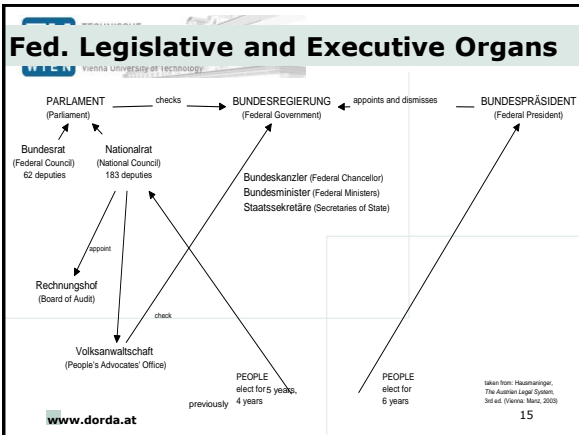 TECHNISCHE
Fed. Legislative and Executive Organs
WIEN Vienna University of Technology
PARLAMENT
(Parliament)
checks
BUNDESREGIERUNG
(Federal Government)
appoints and dismisses
BUNDESPRÄSIDENT
(Federal President)
Bundesrat
(Federal Council)
62 deputies
Nationalrat
(National Council)
183 deputies
Bundeskanzler (Federal Chancellor)
Bundesminister (Federal Ministers)
Staatssekretäre (Secretaries of State)
appoint
Rechnungshof
(Board of Audit)
check
Volksanwaltschaft
(People's Advocates' Office)
PEOPLE
elect for 5 years,
previously 4 years
PEOPLE
elect for
6 years
taken from: Hausmaninger,
The Austrian Legal System,
3rd ed. (Vienna: Manz, 2003)
www.dorda.at
15